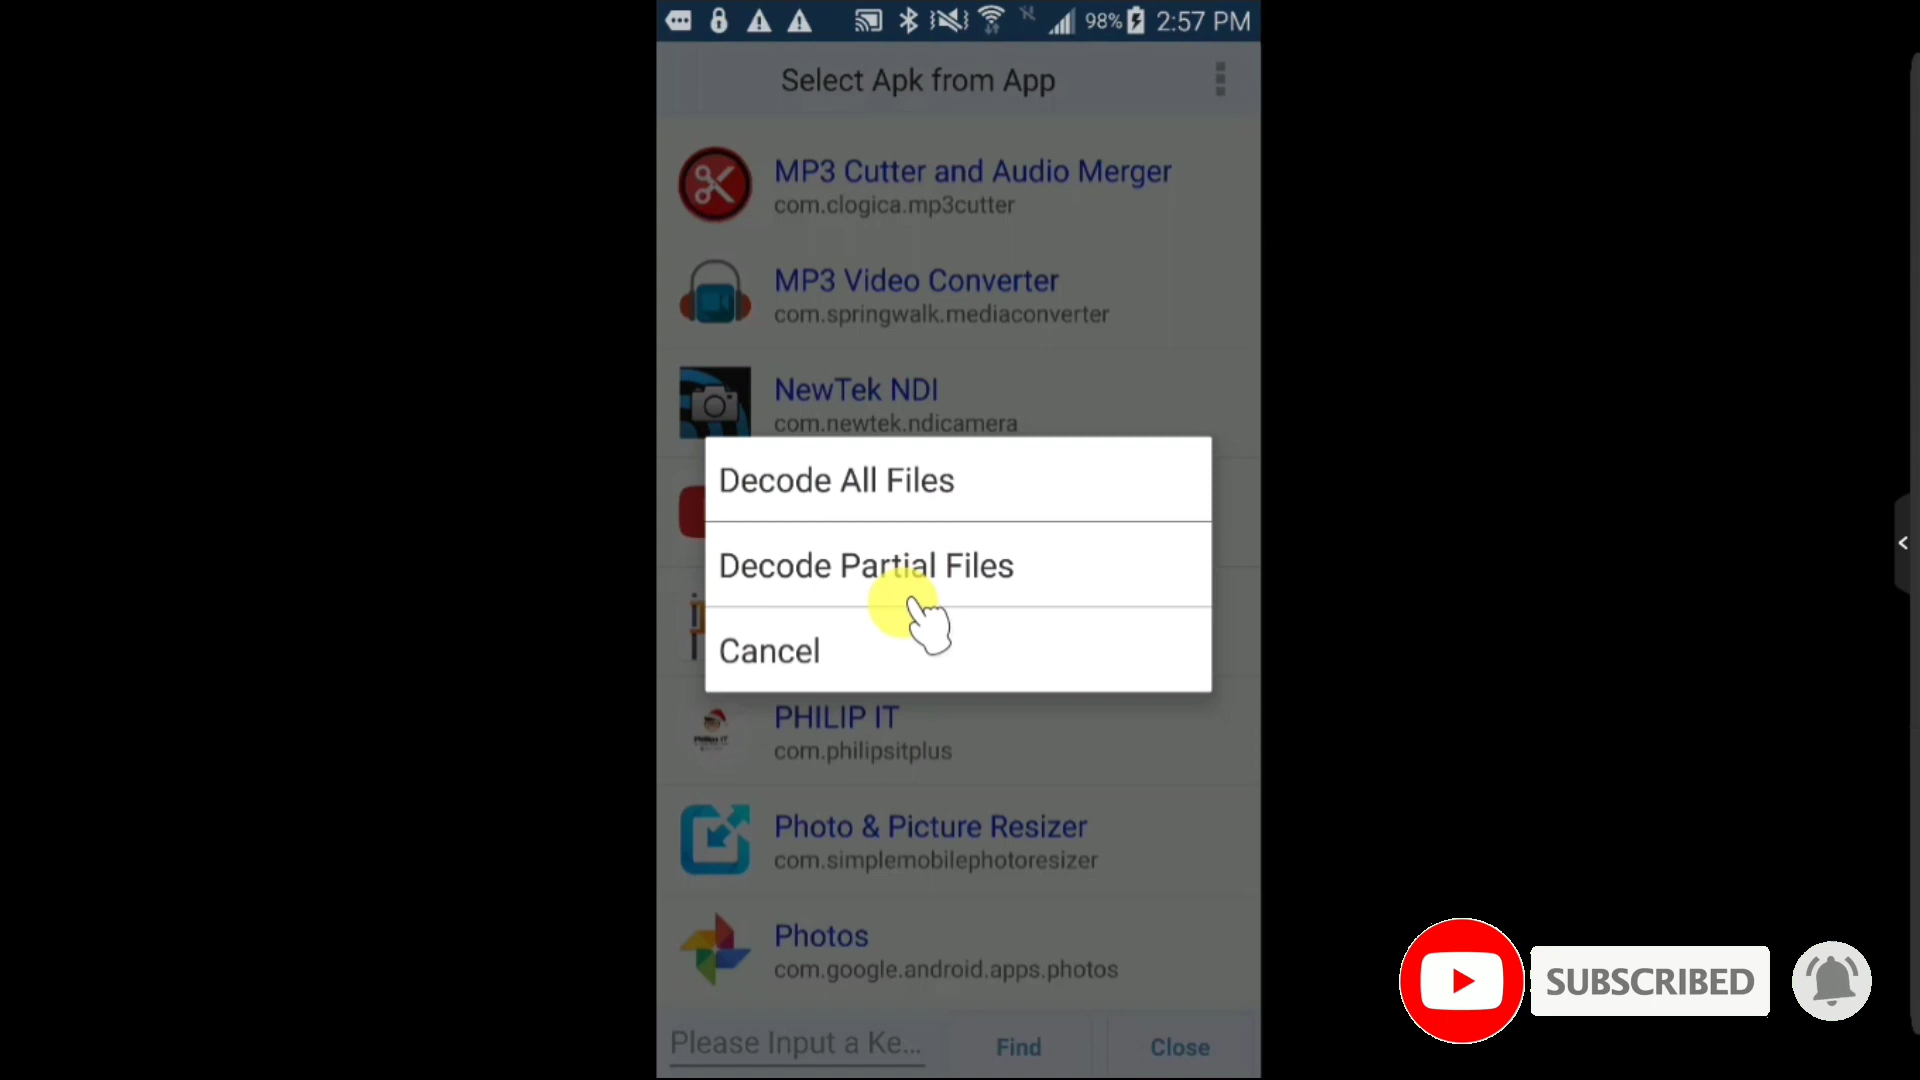 98% 2:57 PM
Select Apk from App
MP3 Cutter and Audio Merger
com.clogica.mp3cutter
MP3 Video Converter
com.springwalk.mediaconverter
NewTek NDI
com.newtek.ndicamera
Decode All Files
Decode Partial Files
Cancel
PHILIP IT
com.philipsitplus
Photo & Picture Resizer
com.simplemobilephotoresizer
Photos
com.google.android.apps.photos
Please Input a Ke...
Find
Close
SUBSCRIBED